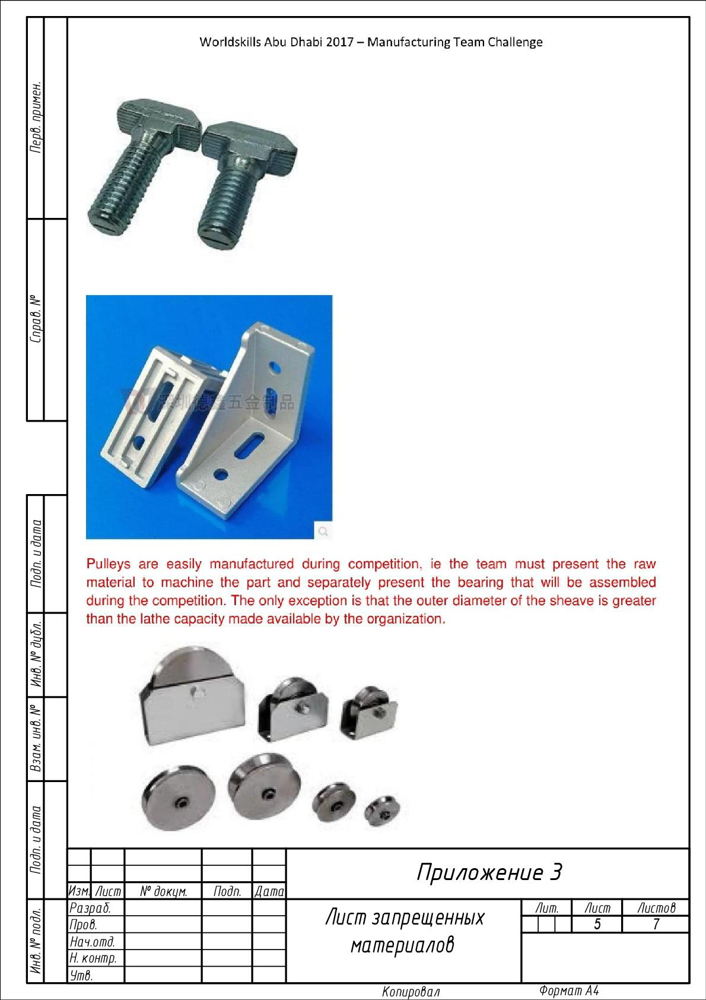 Worldskills Abu Dhabi 2017 – Manufacturing Team Challenge
深圳德鑫五金制品
Pulleys are easily manufactured during competition, ie the team must present the raw
material to machine the part and separately present the bearing that will be assembled
during the competition. The only exception is that the outer diameter of the sheave is greater
than the lathe capacity made available by the organization.
Перв. примен.
Справ. №
Подп. и дата
Инв. № дубл.
Взам. инв. №
Подп. и дата
Инв. № подл.
Приложение 3
Изм. Лист № докум. Подп. Дата
Разраб.
Пров.
Нач.отд.
Н. контр.
Утв.
Лист запрещенных
материалов
Лит. Лист Листов
5 7
Копировал Формат А4